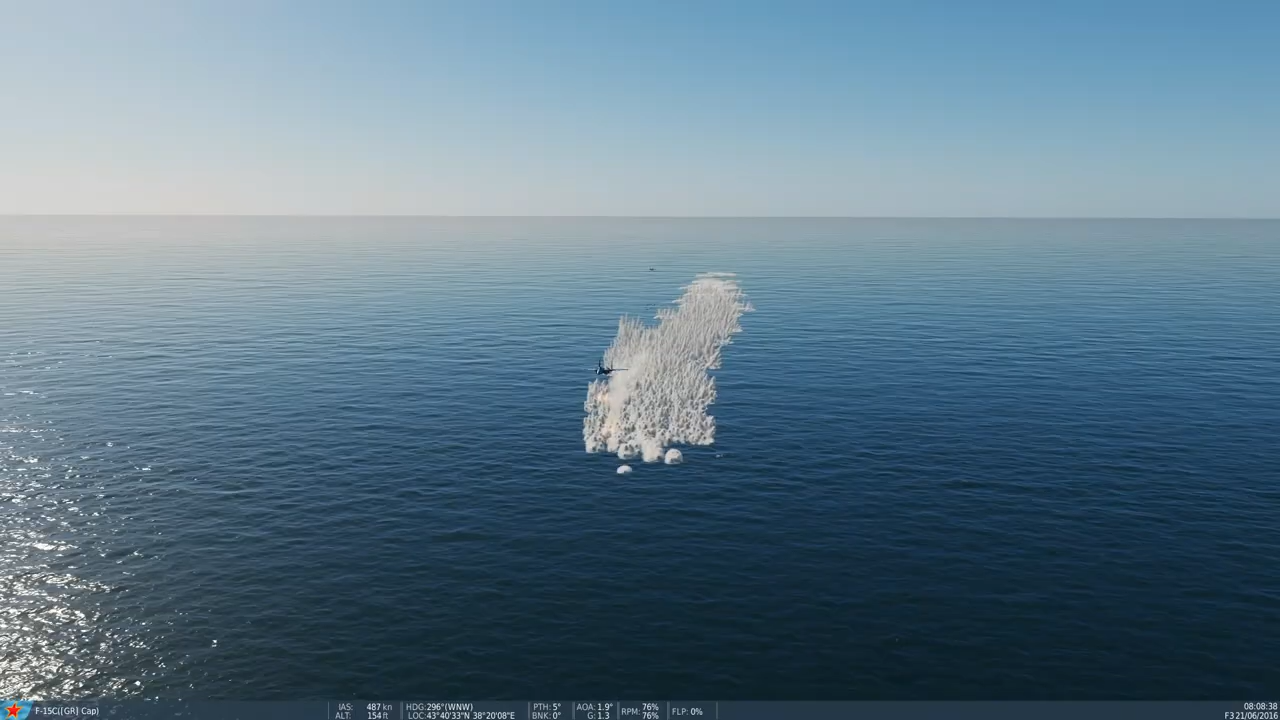 F-15C([GR] Cap)
IAS: 487 kn
ALT: 154 ft
HDG: 296°(WNW)
LOC: 43°40'33"N 38°20'08"E
PTH: 5°
BNK: 0°
AOA: 1.9°
G: 1.3
RPM: 76%
76%
FLP: 0%
08:08:38
F3 21/06/2016